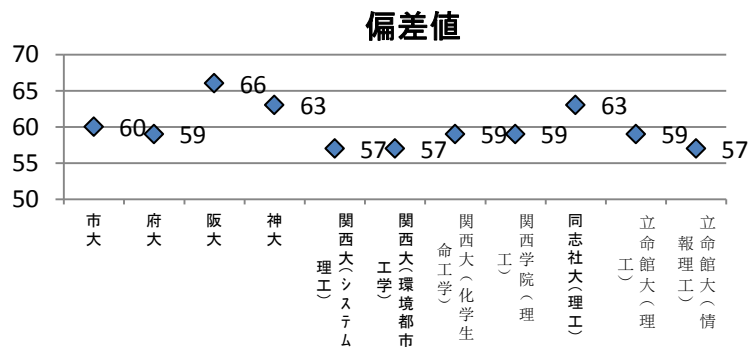 偏差値
70
65
60
55
50
60
59
66
63
57
57
59
59
63
59
57
市大
府大
阪大
神大
関西大(システム
理工)
関西大(環境都市
工学)
関西大(化学生
命工学)
関西学院(理
工)
同志社大(理工)
立命館大(理
工)
立命館大(情
報理工)